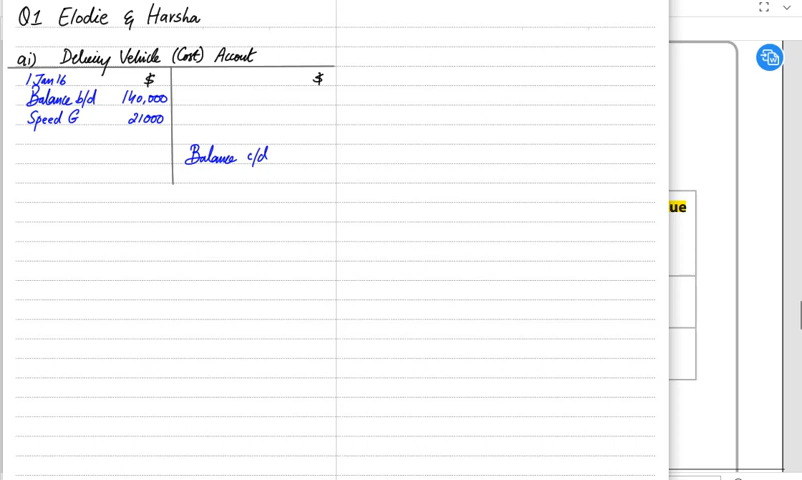 Q1 Elodie & Harsha
ai) Delivery Vehicle (Cost) Account
1 Jan 16 $ $
Balance b/d 140,000
Speed G 21000
Balance c/d
ue